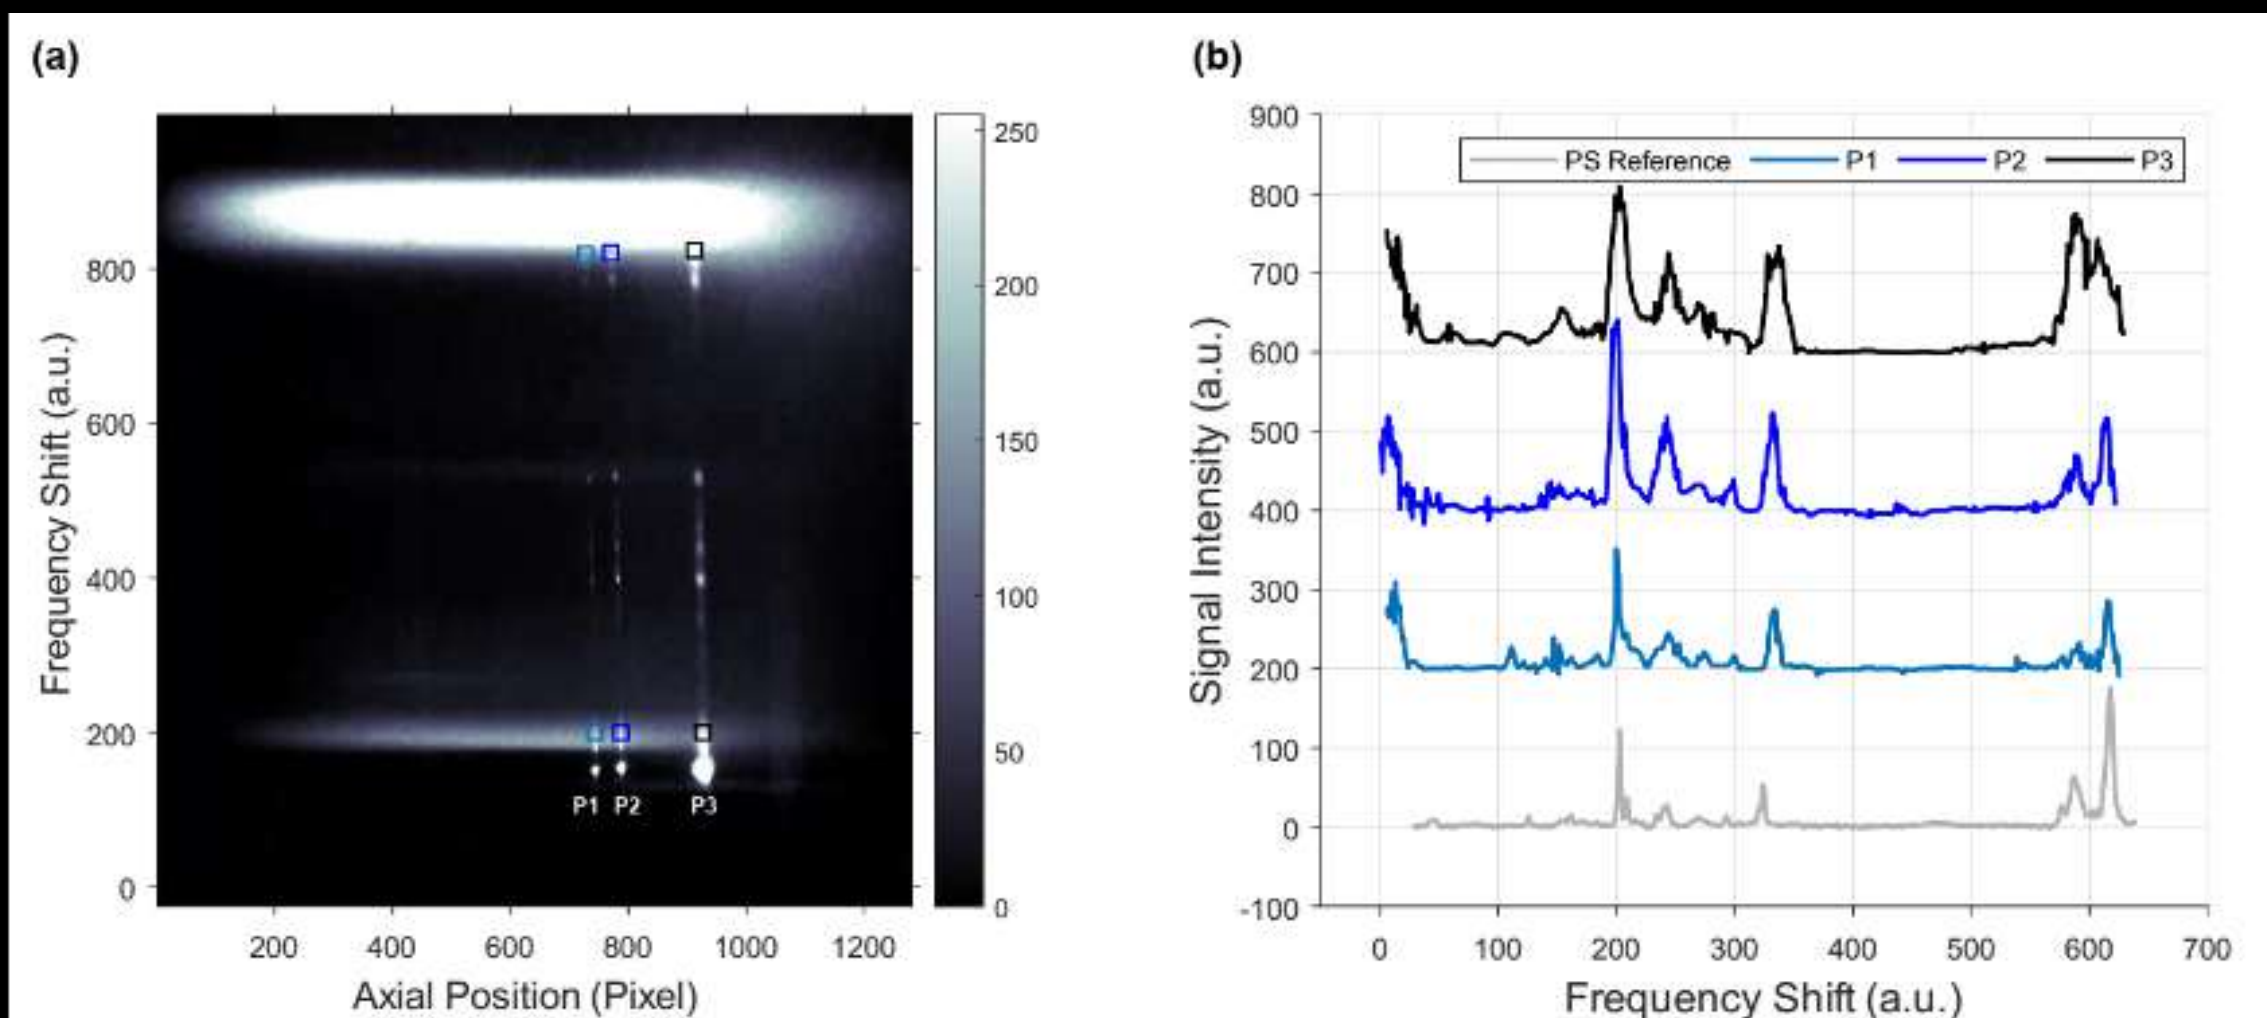 (a)
(b)
Frequency Shift (a.u.)
800
600
400
200
0
200 400 600 800 1000 1200
Axial Position (Pixel)
P1 P2 P3
250
200
150
100
50
0
Signal Intensity (a.u.)
900
800
700
600
500
400
300
200
100
0
-100
PS Reference P1 P2 P3
0 100 200 300 400 500 600 700
Frequency Shift (a.u.)